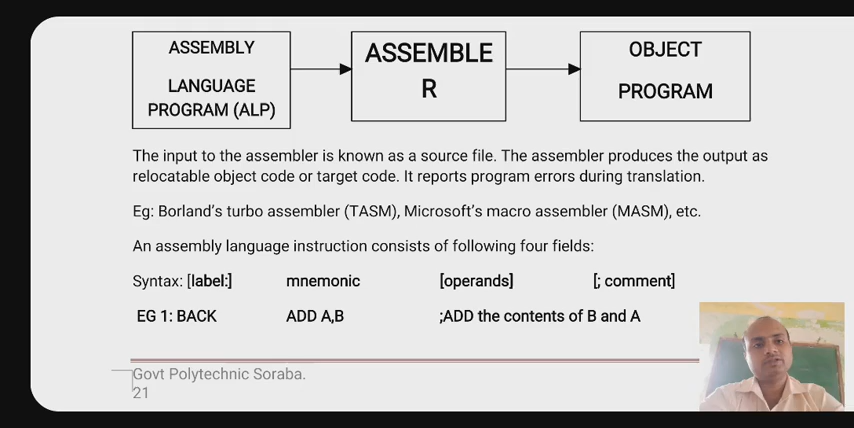 ASSEMBLY
LANGUAGE
PROGRAM (ALP)
ASSEMBLE
R
OBJECT
PROGRAM
The input to the assembler is known as a source file. The assembler produces the output as
relocatable object code or target code. It reports program errors during translation.
Eg: Borland's turbo assembler (TASM), Microsoft's macro assembler (MASM), etc.
An assembly language instruction consists of following four fields:
Syntax: [label:] mnemonic [operands] [; comment]
EG 1: BACK ADD A,B ;ADD the contents of B and A
Govt Polytechnic Soraba.
21